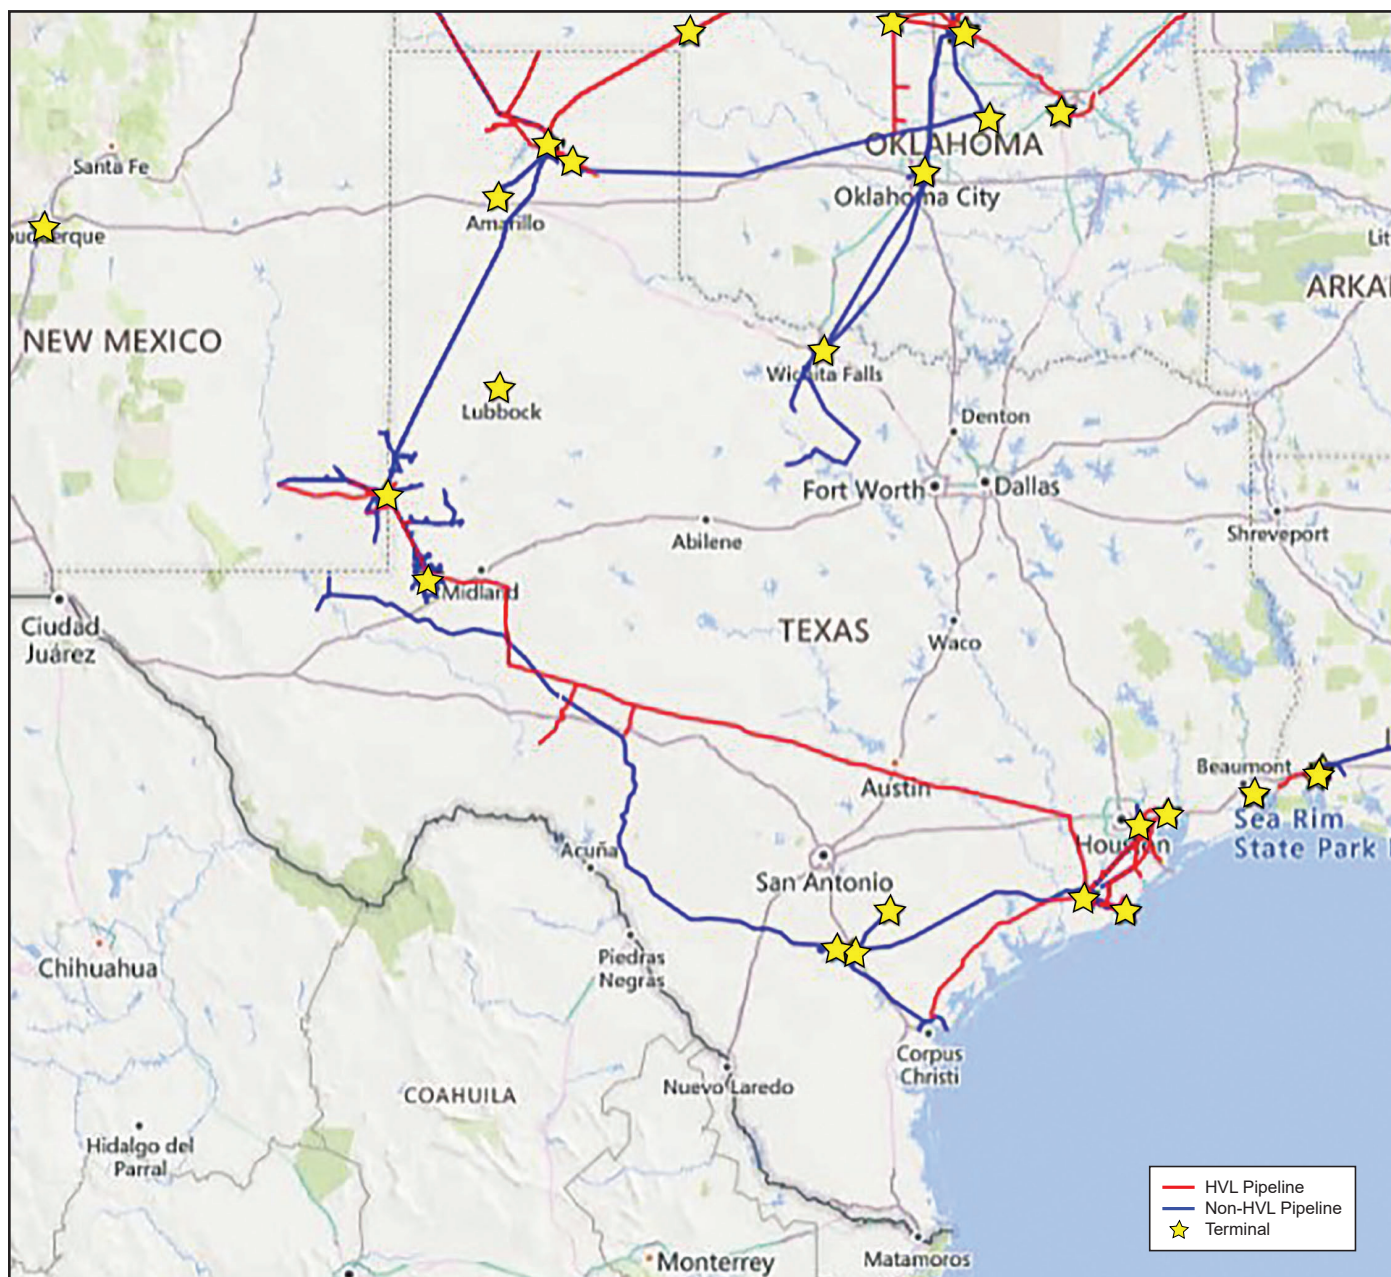 OKLAHOMA
Santa Fe
Oklahoma City
Amarillo
buquerque
Lit
ARKA
NEW MEXICO
Wichita Falls
Lubbock
Denton
Fort Worth
Dallas
Abilene
Shreveport
Midland
Ciudad
Juárez
TEXAS
Waco
Beaumont
Austin
Sea Rim
State Park
Houston
Acuña
San Antonio
Piedras
Negras
Chihuahua
Corpus
Christi
Nuevo Laredo
COAHUILA
Hidalgo del
Parral
HVL Pipeline
Non-HVL Pipeline
Terminal
Monterrey
Matamoros